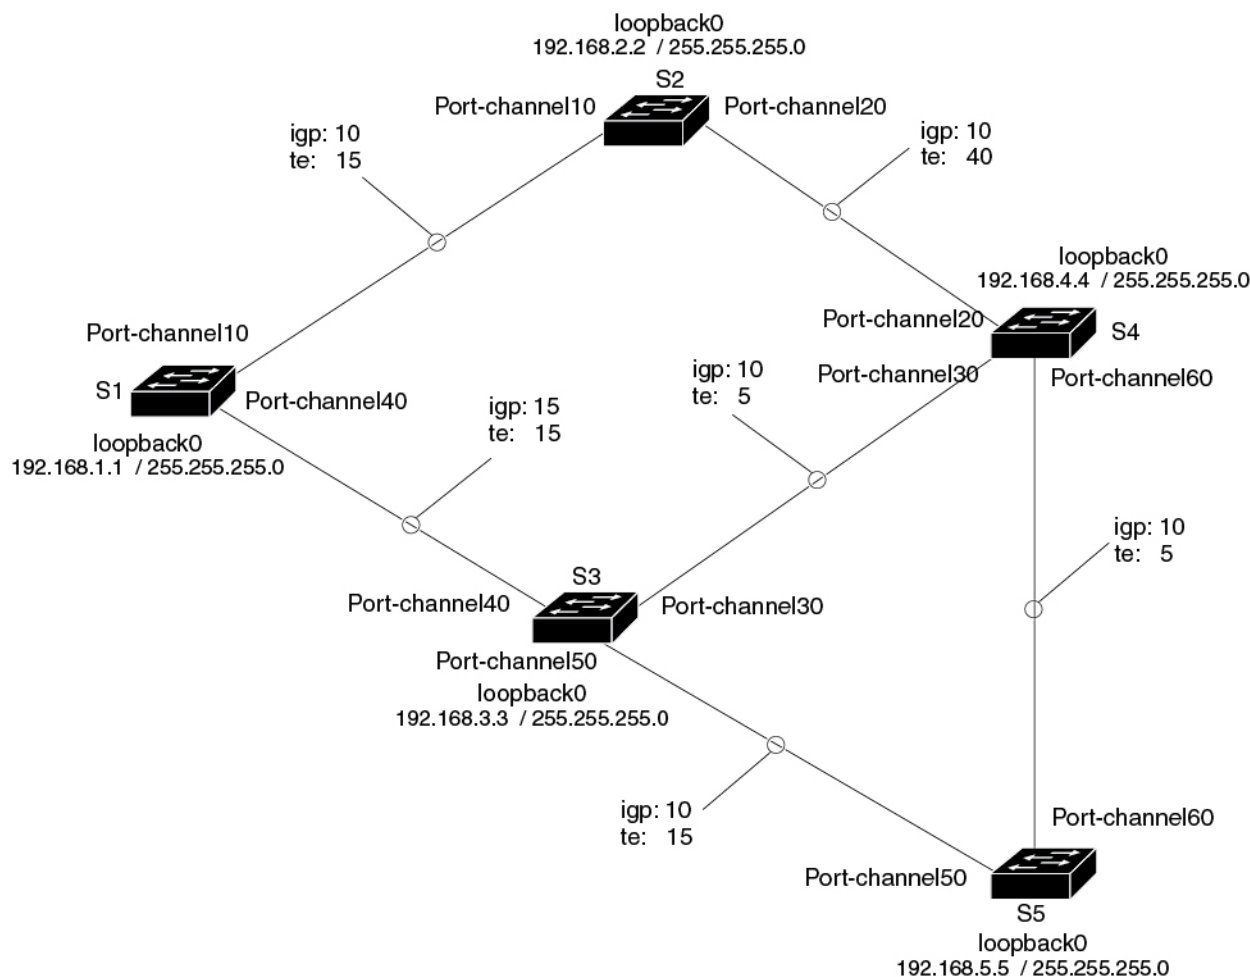 loopback0
192.168.2.2 / 255.255.255.0
S2
Port-channel10
Port-channel20
igp: 10
te: 15
igp: 10
te: 40
loopback0
192.168.4.4 / 255.255.255.0
Port-channel20
S4
Port-channel10
Port-channel30
Port-channel60
igp: 10
te: 5
S1
Port-channel40
igp: 15
te: 15
loopback0
192.168.1.1 / 255.255.255.0
igp: 10
te: 5
S3
Port-channel40
Port-channel30
Port-channel50
loopback0
192.168.3.3 / 255.255.255.0
igp: 10
te: 15
Port-channel60
Port-channel50
S5
loopback0
192.168.5.5 / 255.255.255.0